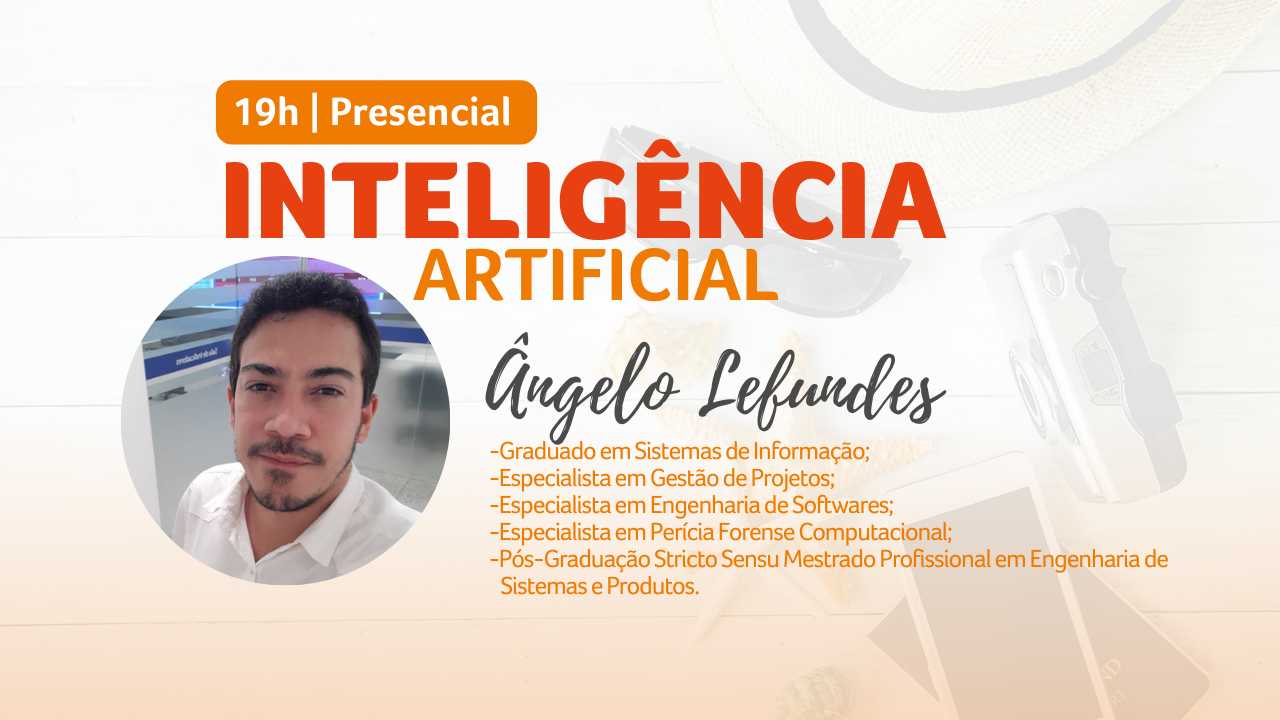 19h | Presencial
INTELIGÊNCIA
ARTIFICIAL
Ângelo Lefundes
-Graduado em Sistemas de Informação;
-Especialista em Gestão de Projetos;
-Especialista em Engenharia de Softwares;
-Especialista em Perícia Forense Computacional;
-Pós-Graduação Stricto Sensu Mestrado Profissional em Engenharia de
Sistemas e Produtos.